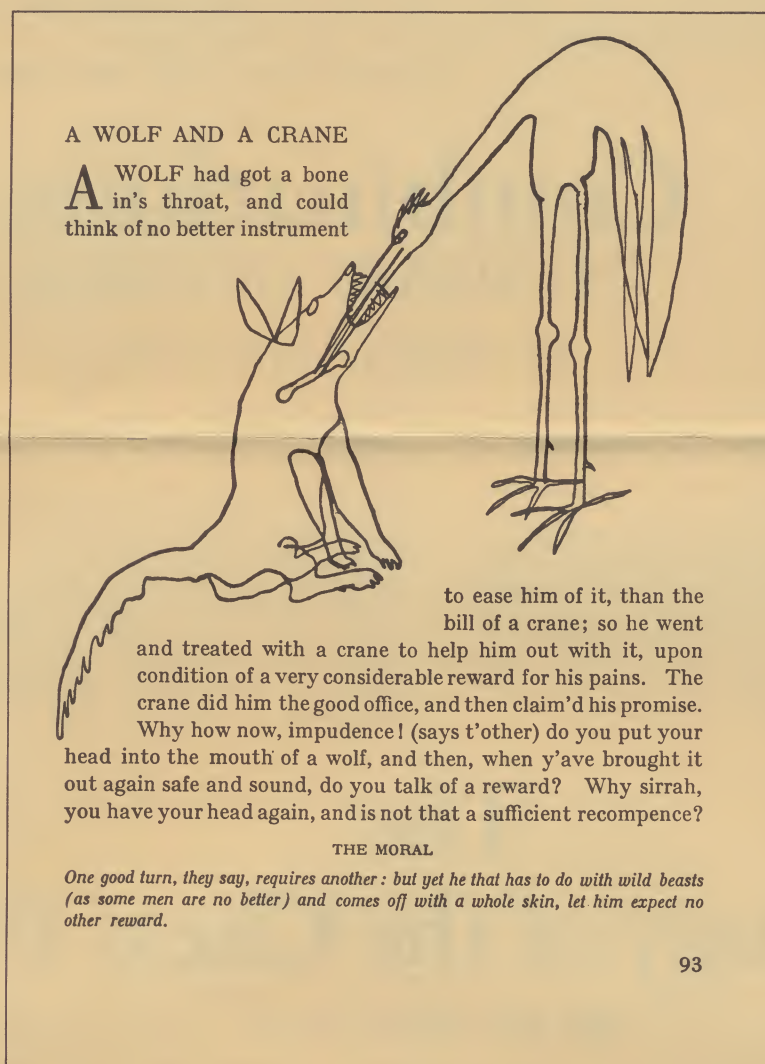 A WOLF AND A CRANE
A WOLF had got a bone
in's throat, and could
think of no better instrument
to ease him of it, than the
bill of a crane; so he went
and treated with a crane to help him out with it, upon
condition of a very considerable reward for his pains. The
crane did him the good office, and then claim'd his promise.
Why how now, impudence! (says t'other) do you put your
head into the mouth of a wolf, and then, when y'ave brought it
out again safe and sound, do you talk of a reward? Why sirrah,
you have your head again, and is not that a sufficient recompence?
THE MORAL
One good turn, they say, requires another: but yet he that has to do with wild beasts
(as some men are no better) and comes off with a whole skin, let him expect no
other reward.
93